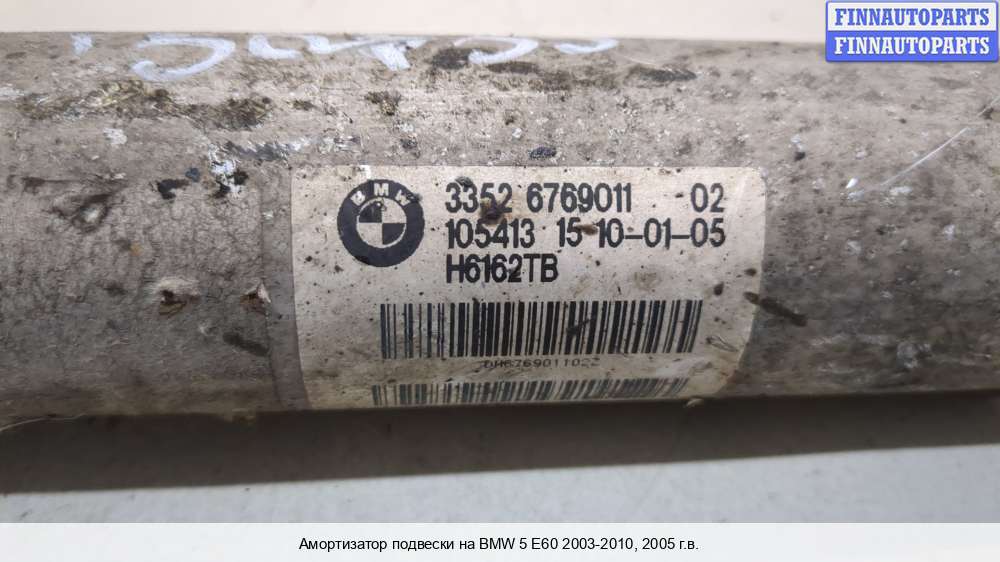 FINNAUTOPARTS
FINNAUTOPARTS
BMW
3352 6769011 02
105413 15 10-01-05
H6162TB
Амортизатор подвески на BMW 5 E60 2003-2010, 2005 г.в.